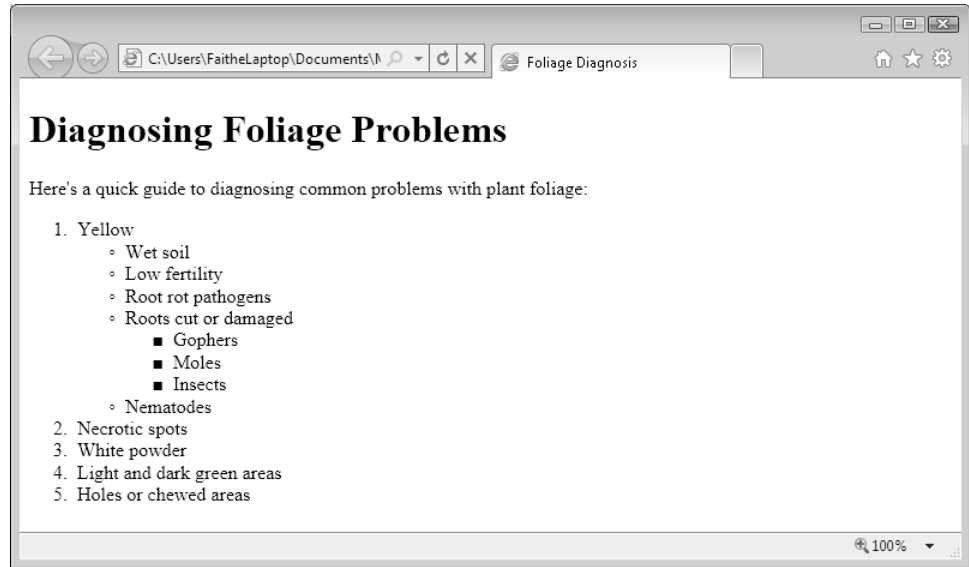 C:\Users\FaitheLaptop\Documents\
Foliage Diagnosis
Diagnosing Foliage Problems
Here's a quick guide to diagnosing common problems with plant foliage:
1. Yellow
◦ Wet soil
◦ Low fertility
◦ Root rot pathogens
◦ Roots cut or damaged
■ Gophers
■ Moles
■ Insects
◦ Nematodes
2. Necrotic spots
3. White powder
4. Light and dark green areas
5. Holes or chewed areas
100%